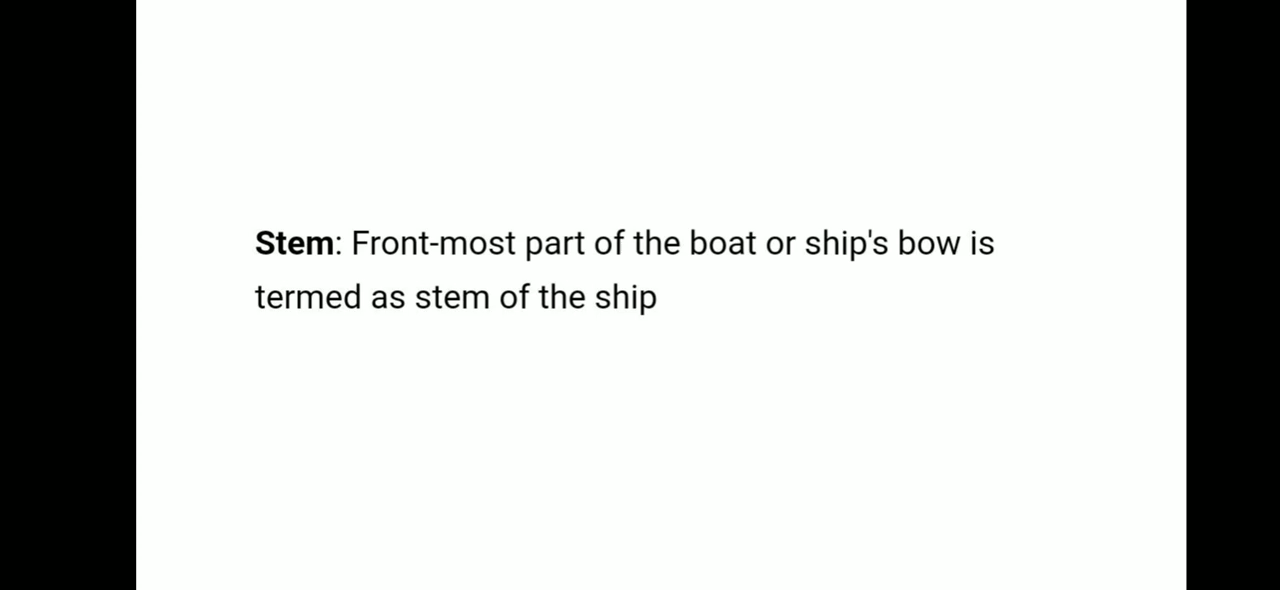 Stem: Front-most part of the boat or ship's bow is
termed as stem of the ship